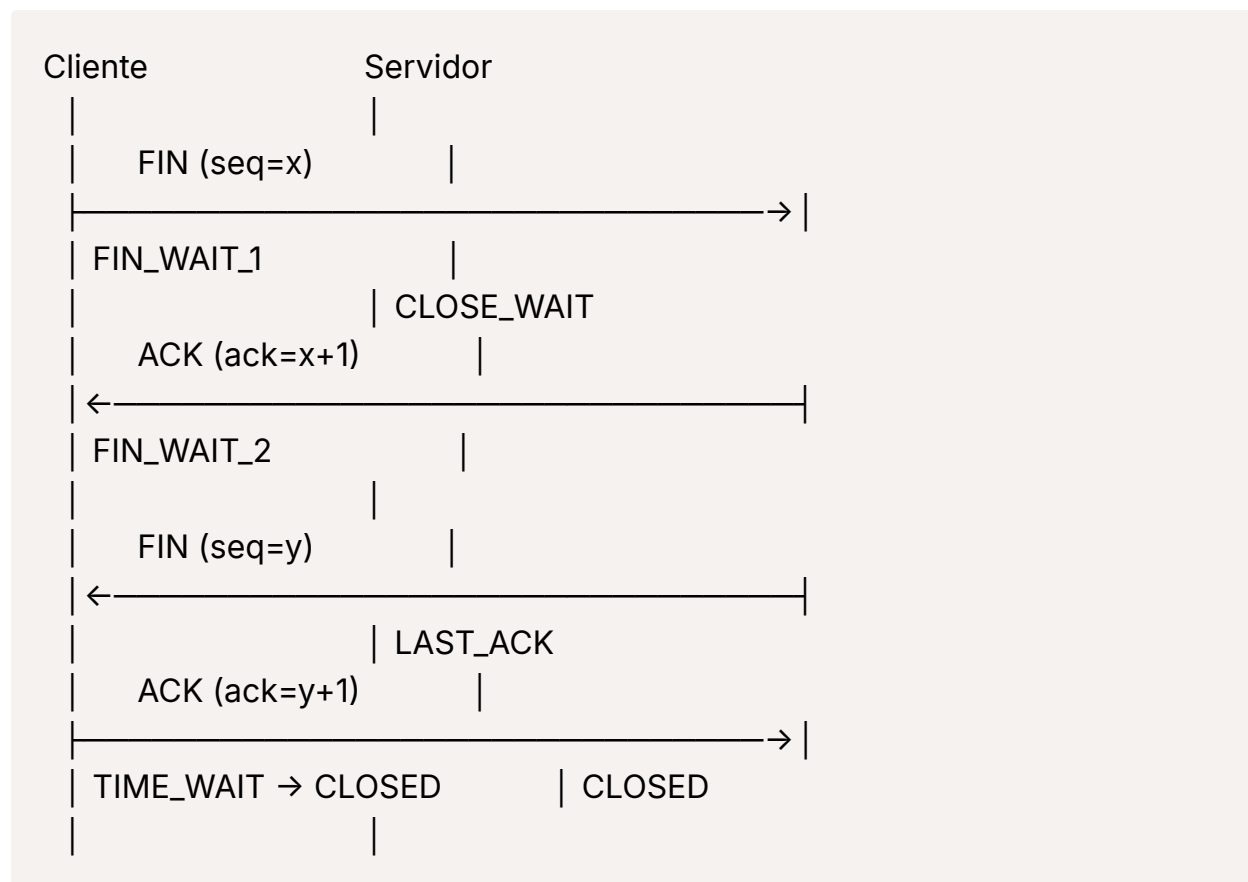 Cliente                          Servidor
   │                                    │
   │       FIN (seq=x)                │
   ├─────────────────────────────→│
   │ FIN_WAIT_1                       │
   │                                    │ CLOSE_WAIT
   │       ACK (ack=x+1)              │
   │←─────────────────────────────┤
   │ FIN_WAIT_2                       │
   │                                    │
   │       FIN (seq=y)                │
   │←─────────────────────────────┤
   │                                    │ LAST_ACK
   │       ACK (ack=y+1)              │
   ├─────────────────────────────→│
   │ TIME_WAIT → CLOSED              │ CLOSED
   │                                    │